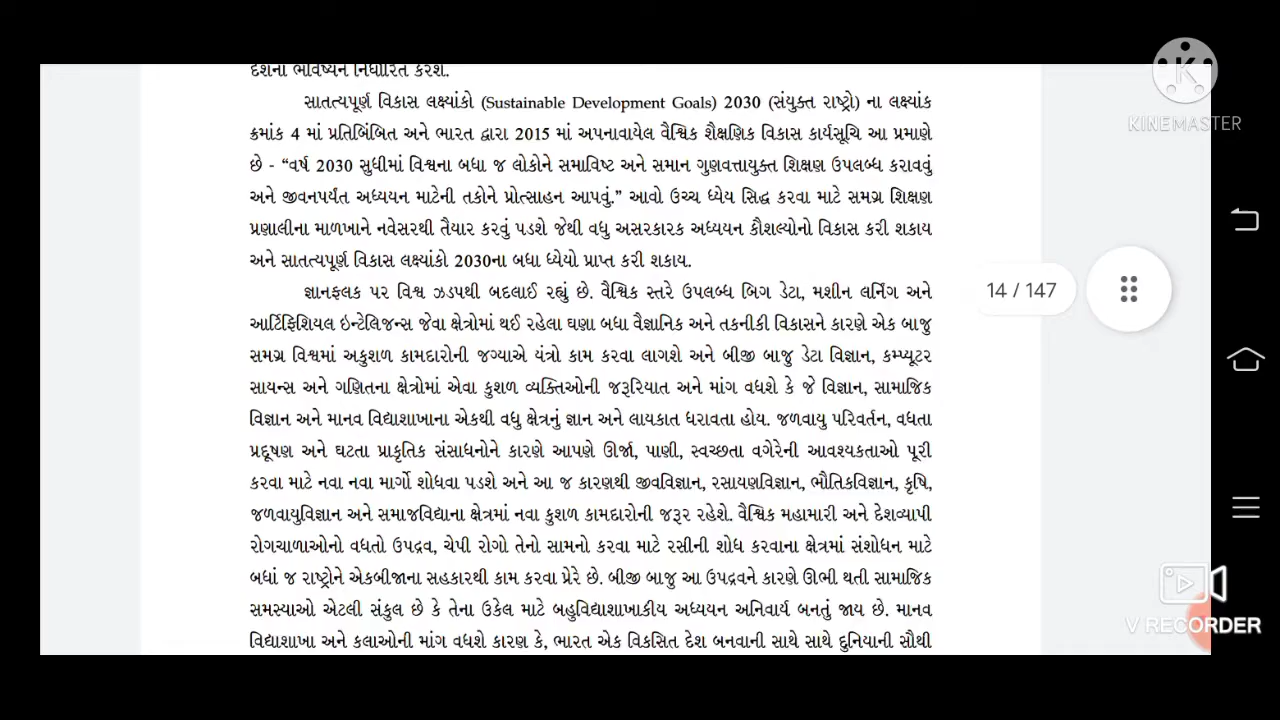 દેશના ભાવિષ્યને નિર્ધારિત કરશે.
સાતત્યપૂર્ણ વિકાસ લક્ષ્યાંકો (Sustainable Development Goals) 2030 (સંયુક્ત રાષ્ટ્રો) ના લક્ષ્યાંક
ક્રમાંક 4 માં પ્રતિબિંબિત અને ભારત દ્વારા 2015 માં અપનાવાયેલ વૈશ્વિક શૈક્ષણિક વિકાસ કાર્યસૂચિ આ પ્રમાણે
છે - “વર્ષ 2030 સુધીમાં વિશ્વના બધા જ લોકોને સમાવિષ્ટ અને સમાન ગુણવત્તાયુક્ત શિક્ષણ ઉપલબ્ધ કરાવવું
અને જીવનપર્યંત અધ્યયન માટેની તકોને પ્રોત્સાહન આપવું.” આવો ઉચ્ચ ધ્યેય સિદ્ધ કરવા માટે સમગ્ર શિક્ષણ
પ્રણાલીના માળખાને નવેસરથી તૈયાર કરવું પડશે જેથી વધુ અસરકારક અધ્યયન કૌશલ્યોનો વિકાસ કરી શકાય
અને સાતત્યપૂર્ણ વિકાસ લક્ષ્યાંકો 2030ના બધા ધ્યેયો પ્રાપ્ત કરી શકાય.
જ્ઞાનફલક પર વિશ્વ ઝડપથી બદલાઈ રહ્યું છે. વૈશ્વિક સ્તરે ઉપલબ્ધ બિગ ડેટા, મશીન લર્નિંગ અને
આર્ટિફિશિયલ ઇન્ટેલિજન્સ જેવા ક્ષેત્રોમાં થઈ રહેલા ઘણા બધા વૈજ્ઞાનિક અને તકનીકી વિકાસને કારણે એક બાજુ
સમગ્ર વિશ્વમાં અકુશળ કામદારોની જગ્યાએ યંત્રો કામ કરવા લાગશે અને બીજી બાજુ ડેટા વિજ્ઞાન, કમ્પ્યૂટર
સાયન્સ અને ગણિતના ક્ષેત્રોમાં એવા કુશળ વ્યક્તિઓની જરૂરિયાત અને માંગ વધશે કે જે વિજ્ઞાન, સામાજિક
વિજ્ઞાન અને માનવ વિદ્યાશાખાના એકથી વધુ ક્ષેત્રનું જ્ઞાન અને લાયકાત ધરાવતા હોય. જળવાયુ પરિવર્તન, વધતા
પ્રદૂષણ અને ઘટતા પ્રાકૃતિક સંસાધનોને કારણે આપણે ઊર્જા, પાણી, સ્વચ્છતા વગેરેની આવશ્યકતાઓ પૂરી
કરવા માટે નવા નવા માર્ગો શોધવા પડશે અને આ જ કારણથી જીવવિજ્ઞાન, રસાયણવિજ્ઞાન, ભૌતિકવિજ્ઞાન, કૃષિ,
જળવાયુવિજ્ઞાન અને સમાજવિદ્યાના ક્ષેત્રમાં નવા કુશળ કામદારોની જરૂર રહેશે. વૈશ્વિક મહામારી અને દેશવ્યાપી
રોગચાળાઓનો વધતો ઉપદ્રવ, ચેપી રોગો તેનો સામનો કરવા માટે રસીની શોધ કરવાના ક્ષેત્રમાં સંશોધન માટે
બધાં જ રાષ્ટ્રોને એકબીજાના સહકારથી કામ કરવા પ્રેરે છે. બીજી બાજુ આ ઉપદ્રવને કારણે ઊભી થતી સામાજિક
સમસ્યાઓ એટલી સંકુલ છે કે તેના ઉકેલ માટે બહુવિદ્યાશાખાકીય અધ્યયન અનિવાર્ય બનતું જાય છે. માનવ
વિદ્યાશાખા અને કલાઓની માંગ વધશે કારણ કે, ભારત એક વિકસિત દેશ બનવાની સાથે સાથે દુનિયાની સૌથી
14 / 147
KINEMASTER
V RECORDER